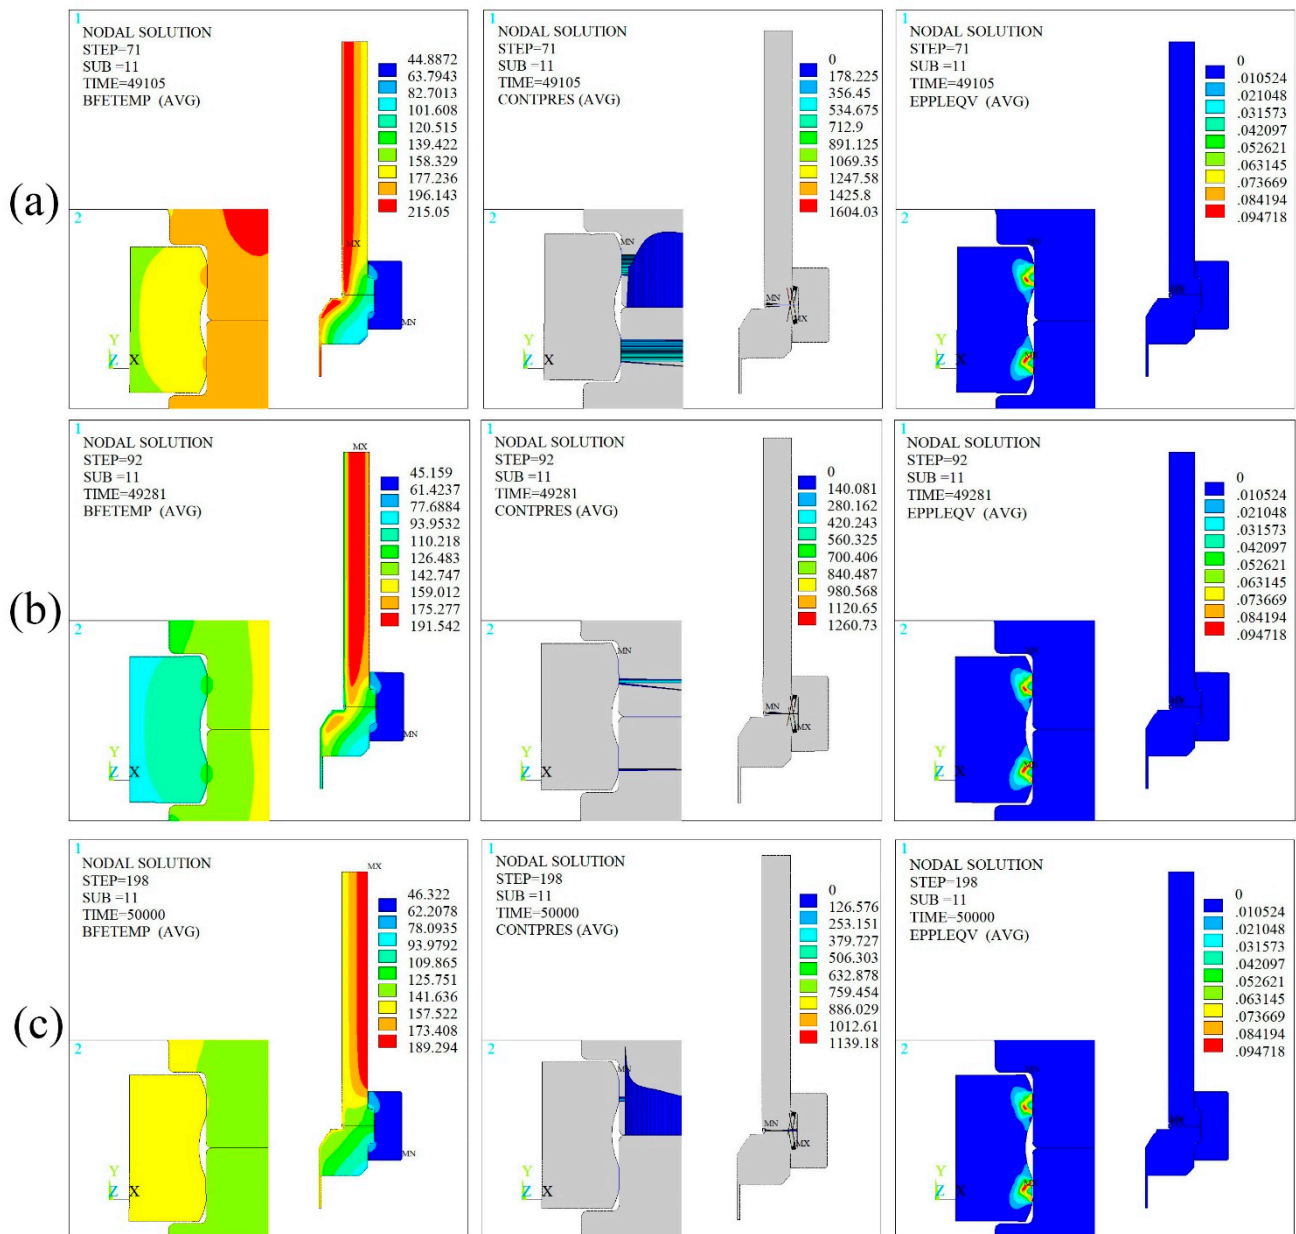 (a)
1
NODAL SOLUTION
STEP=71
SUB =11
TIME=49105
BFETEMP (AVG)
44.8872
63.7943
82.7013
101.608
120.515
139.422
158.329
177.236
196.143
215.05
MX
MN
2
Y
Z X
1
NODAL SOLUTION
STEP=71
SUB =11
TIME=49105
CONTPRES (AVG)
0
178.225
356.45
534.675
712.9
891.125
1069.35
1247.58
1425.8
1604.03
MN
MX
2
MN
Y
Z X
1
NODAL SOLUTION
STEP=71
SUB =11
TIME=49105
EPPLEQV (AVG)
0
.010524
.021048
.031573
.042097
.052621
.063145
.073669
.084194
.094718
MX
2
MN
MX
Y
Z X
(b)
1
NODAL SOLUTION
STEP=92
SUB =11
TIME=49281
BFETEMP (AVG)
MX
45.159
61.4237
77.6884
93.9532
110.218
126.483
142.747
159.012
175.277
191.542
MN
2
Y
Z X
1
NODAL SOLUTION
STEP=92
SUB =11
TIME=49281
CONTPRES (AVG)
0
140.081
280.162
420.243
560.325
700.406
840.487
980.568
1120.65
1260.73
MN
MX
2
MN
Y
Z X
1
NODAL SOLUTION
STEP=92
SUB =11
TIME=49281
EPPLEQV (AVG)
0
.010524
.021048
.031573
.042097
.052621
.063145
.073669
.084194
.094718
MX
2
MN
MX
Y
Z X
(c)
1
NODAL SOLUTION
STEP=198
SUB =11
TIME=50000
BFETEMP (AVG)
MX
46.322
62.2078
78.0935
93.9792
109.865
125.751
141.636
157.522
173.408
189.294
MN
2
Y
Z X
1
NODAL SOLUTION
STEP=198
SUB =11
TIME=50000
CONTPRES (AVG)
0
126.576
253.151
379.727
506.303
632.878
759.454
886.029
1012.61
1139.18
MN
MX
2
MN
Y
Z X
1
NODAL SOLUTION
STEP=198
SUB =11
TIME=50000
EPPLEQV (AVG)
0
.010524
.021048
.031573
.042097
.052621
.063145
.073669
.084194
.094718
MX
2
MN
MX
Y
Z X